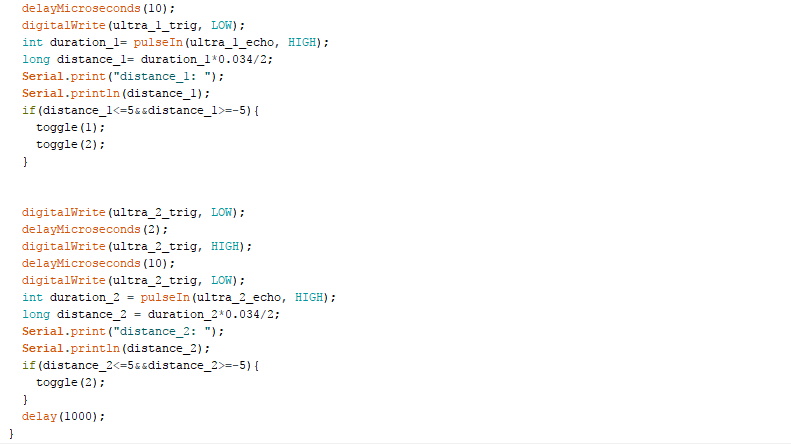 delayMicroseconds(10);
digitalWrite(ultra_1_trig, LOW);
int duration_1= pulseIn(ultra_1_echo, HIGH);
long distance_1= duration_1*0.034/2;
Serial.print("distance_1: ");
Serial.println(distance_1);
if(distance_1<=5&&distance_1>=-5){
toggle(1);
toggle(2);
}
digitalWrite(ultra_2_trig, LOW);
delayMicroseconds(2);
digitalWrite(ultra_2_trig, HIGH);
delayMicroseconds(10);
digitalWrite(ultra_2_trig, LOW);
int duration_2 = pulseIn(ultra_2_echo, HIGH);
long distance_2 = duration_2*0.034/2;
Serial.print("distance_2: ");
Serial.println(distance_2);
if(distance_2<=5&&distance_2>=-5){
toggle(2);
}
delay(1000);
}